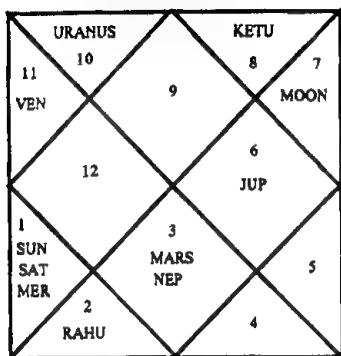 URANUS
10
KETU
8
11
VEN
9
7
MOON
12
6
JUP
1
SUN
SAT
MER
3
MARS
NEP
5
2
RAHU
4